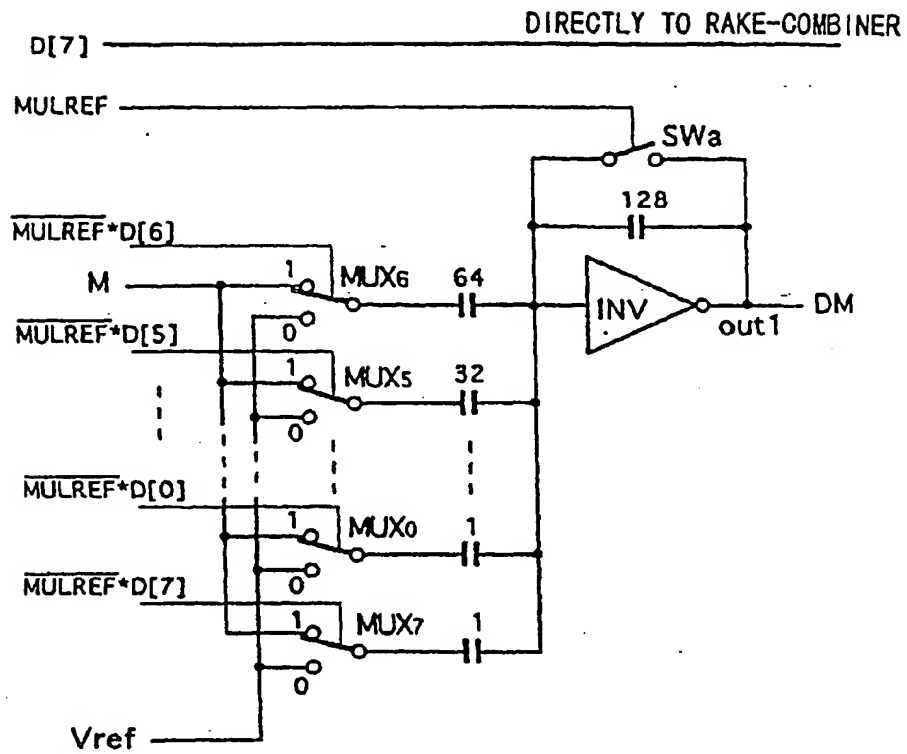 DIRECTLY TO RAKE-COMBINER
D[7]
MULREF
SWa
128
MULREF*D[6]
1
MUX6
64
M
INV
DM
0
out1
MULREF*D[5]
1
MUX5
32
0
MULREF*D[0]
1
MUX0
1
0
MULREF*D[7]
1
MUX7
1
0
Vref